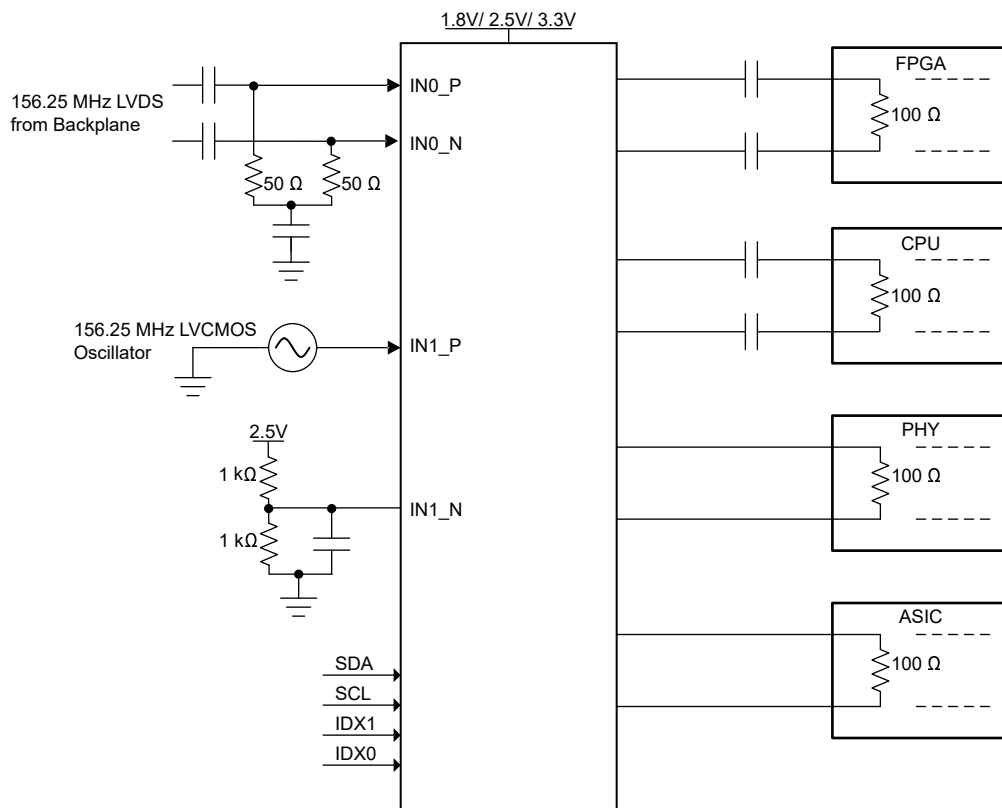 1.8V/ 2.5V/ 3.3V
156.25 MHz LVDS
from Backplane
IN0_P
IN0_N
50 Ω
50 Ω
156.25 MHz LVCMOS
Oscillator
IN1_P
2.5V
1 kΩ
1 kΩ
IN1_N
SDA
SCL
IDX1
IDX0
FPGA
100 Ω
CPU
100 Ω
PHY
100 Ω
ASIC
100 Ω